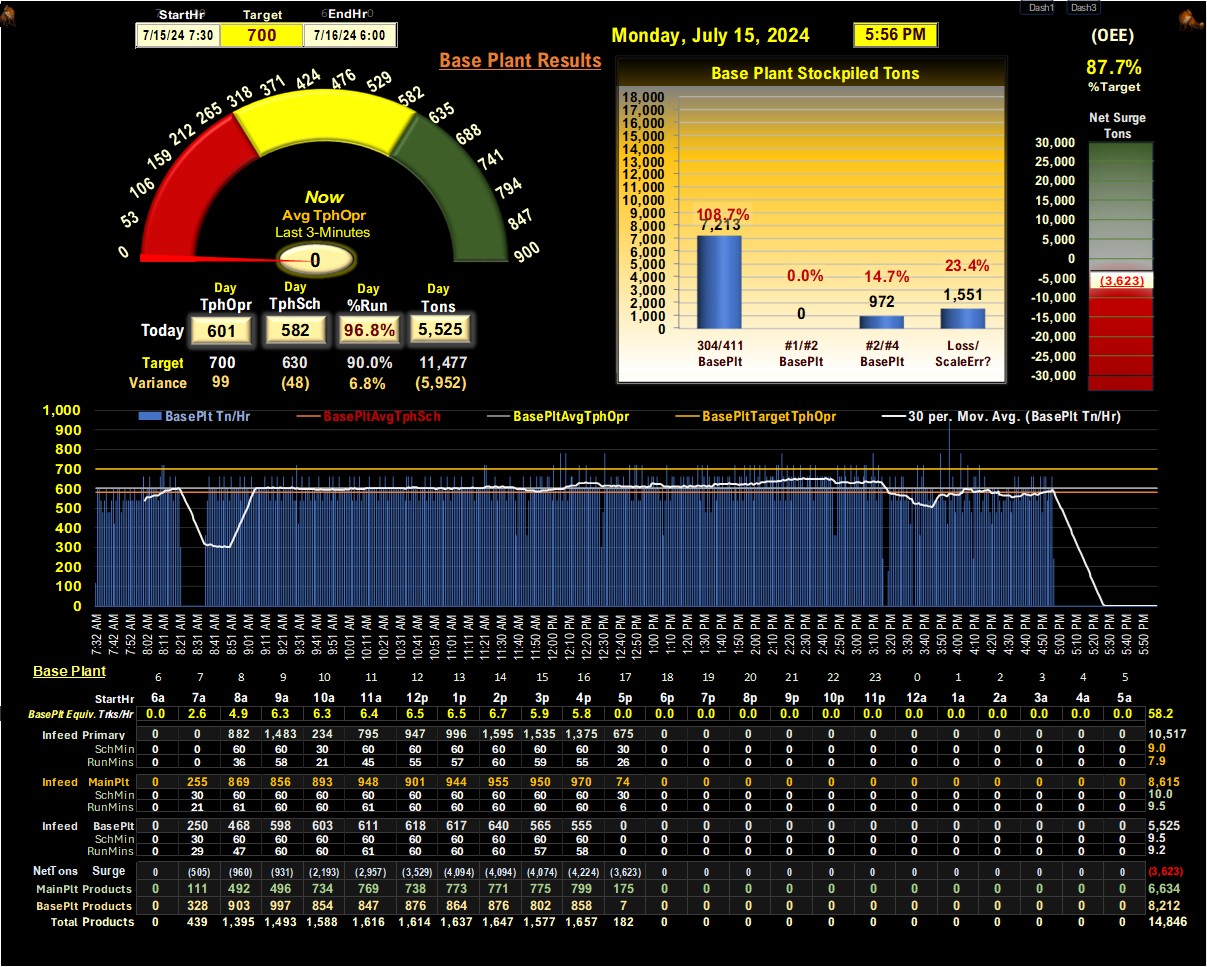 Dash1 Dash3
StartHr Target EndHr
7/15/24 7:30 700 7/16/24 6:00
Monday, July 15, 2024 5:56 PM
(OEE)
87.7%
%Target
Base Plant Results
0 53 106 159 212 265 318 371 424 476 529 582 635 688 741 794 847 900
Now
Avg TphOpr
Last 3-Minutes
0
Day Day Day Day
TphOpr TphSch %Run Tons
Today 601 582 96.8% 5,525
Target 700 630 90.0% 11,477
Variance 99 (48) 6.8% (5,952)
Base Plant Stockpiled Tons
18,000
17,000
16,000
15,000
14,000
13,000
12,000
11,000
10,000
9,000
8,000
7,000
6,000
5,000
4,000
3,000
2,000
1,000
0
108.7% 0.0% 14.7% 23.4%
7,213 0 972 1,551
304/411 #1/#2 #2/#4 Loss/
BasePlt BasePlt BasePlt ScaleErr?
Net Surge
Tons
30,000
25,000
20,000
15,000
10,000
5,000
0
-5,000
-10,000
-15,000
-20,000
-25,000
-30,000
(3,623)
BasePlt Tn/Hr BasePltAvgTphSch BasePltAvgTphOpr BasePltTargetTphOpr 30 per. Mov. Avg. (BasePlt Tn/Hr)
1,000
900
800
700
600
500
400
300
200
100
0
7:32 AM 7:42 AM 7:52 AM 8:02 AM 8:21 AM 8:31 AM 8:51 AM 9:11 AM 9:21 AM 9:31 AM 9:41 AM 9:51 AM 10:01 AM 10:11 AM 10:21 AM 10:31 AM 10:41 AM 10:51 AM 11:01 AM 11:11 AM 11:21 AM 11:30 AM 11:50 AM 12:00 PM 12:10 PM 12:20 PM 12:30 PM 12:40 PM 12:50 PM 1:00 PM 1:10 PM 1:20 PM 1:30 PM 1:40 PM 1:50 PM 2:00 PM 2:10 PM 2:20 PM 2:30 PM 2:40 PM 2:50 PM 3:00 PM 3:10 PM 3:20 PM 3:30 PM 3:40 PM 3:50 PM 4:00 PM 4:10 PM 4:20 PM 4:30 PM 4:40 PM 4:50 PM 5:00 PM 5:10 PM 5:20 PM 5:30 PM 5:40 PM 5:50 PM
Base Plant
6 7 8 9 10 11 12 13 14 15 16 17 18 19 20 21 22 23 0 1 2 3 4 5
StartHr 6a 7a 8a 9a 10a 11a 12p 1p 2p 3p 4p 5p 6p 7p 8p 9p 10p 11p 12a 1a 2a 3a 4a 5a
BasePlt Equiv. Trks/Hr 0.0 2.6 4.9 6.3 6.3 6.4 6.5 6.5 6.7 5.9 5.8 0.0 0.0 0.0 0.0 0.0 0.0 0.0 0.0 0.0 0.0 0.0 0.0 0.0 58.2
Infeed Primary 0 0 882 1,483 234 795 947 996 1,595 1,535 1,375 675 0 0 0 0 0 0 0 0 0 0 0 0 10,517
SchMin 0 0 60 60 30 60 60 60 60 60 60 30 0 0 0 0 0 0 0 0 0 0 0 0 9.0
RunMins 0 0 36 58 21 45 55 57 60 59 55 26 0 0 0 0 0 0 0 0 0 0 0 0 7.9
Infeed MainPlt 0 255 869 856 893 948 901 944 955 950 970 74 0 0 0 0 0 0 0 0 0 0 0 0 8,615
SchMin 0 30 60 60 60 60 60 60 60 60 60 30 0 0 0 0 0 0 0 0 0 0 0 0 10.0
RunMins 0 21 61 60 60 61 60 60 60 60 60 6 0 0 0 0 0 0 0 0 0 0 0 0 9.5
Infeed BasePlt 0 250 468 598 603 611 618 617 640 565 555 0 0 0 0 0 0 0 0 0 0 0 0 0 5,525
SchMin 0 30 60 60 60 60 60 60 60 60 60 0 0 0 0 0 0 0 0 0 0 0 0 0 9.5
RunMins 0 29 47 60 60 61 60 60 60 57 58 0 0 0 0 0 0 0 0 0 0 0 0 0 9.2
NetTons Surge 0 (505) (960) (931) (2,193) (2,957) (3,529) (4,094) (4,094) (4,074) (4,224) (3,623) 0 0 0 0 0 0 0 0 0 0 0 0 (3,623)
MainPlt Products 0 111 492 496 734 769 738 773 771 775 799 175 0 0 0 0 0 0 0 0 0 0 0 0 6,634
BasePlt Products 0 328 903 997 854 847 876 864 876 802 858 7 0 0 0 0 0 0 0 0 0 0 0 0 8,212
Total Products 0 439 1,395 1,493 1,588 1,616 1,614 1,637 1,647 1,577 1,657 182 0 0 0 0 0 0 0 0 0 0 0 0 14,846